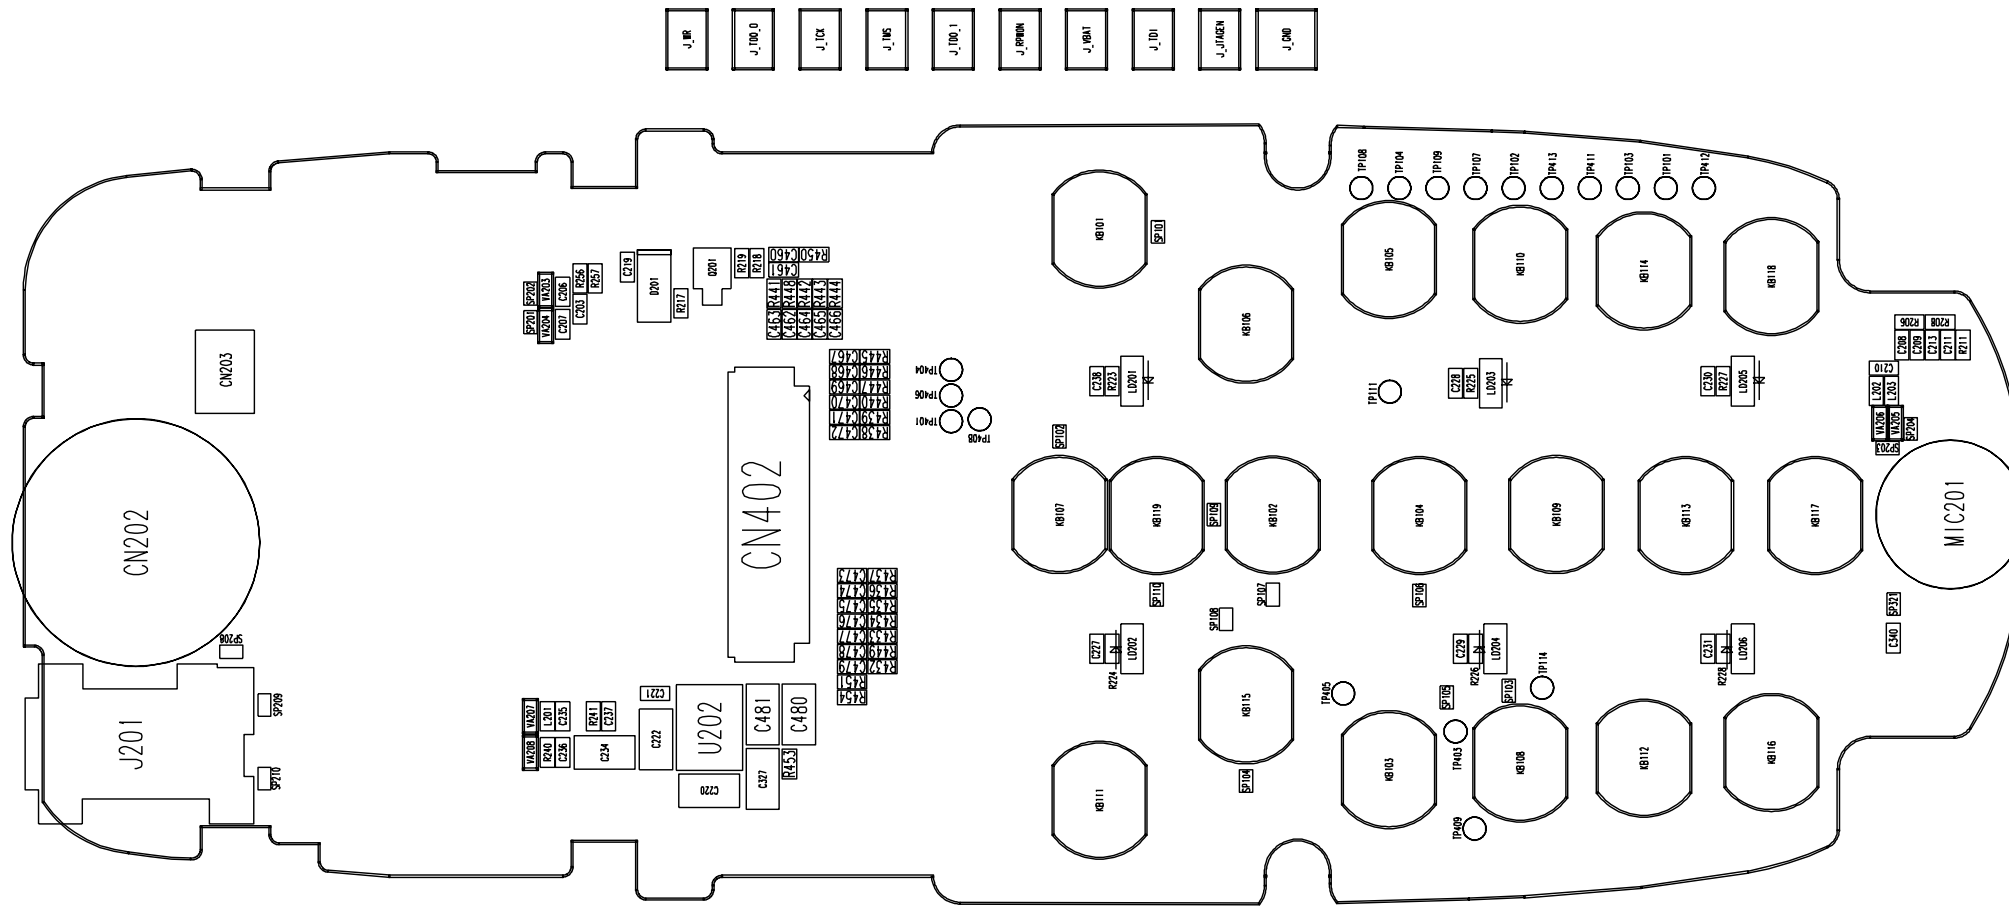 J_WR
J_TDO_O
J_TCK
J_TMS
J_TDO_1
J_RPWON
J_VBAT
J_TDI
J_JTAGEN
J_GND
TP108
TP104
TP109
TP107
TP102
TP413
TP411
TP103
TP101
TP412
KB101
SP101
KB105
KB110
KB114
KB118
KB106
SP202
VA203
C206
R256
R257
C219
D201
R217
Q201
R219
R218
C460
R450
C461
SP201
VA204
C207
C203
R441
R448
R442
R443
R444
C463
C462
C464
C465
C466
C467
R445
C468
R446
C469
R447
C470
R440
C471
R439
C472
R438
CN203
TP404
TP406
TP401
TP408
C238
R223
LD201
TP111
C228
R225
LD203
C230
R227
LD205
R206
R208
C208
C209
C213
C211
R211
C210
L202
L203
VA206
VA205
SP204
SP203
CN202
CN402
SP102
KB107
KB119
SP109
KB102
KB104
KB109
KB113
KB117
MIC201
C473
R437
C474
R436
C475
R435
C476
R434
C477
R433
C478
R449
C479
R432
R451
R454
SP110
SP107
SP108
SP106
SP321
C340
SP208
C227
R224
LD202
C229
R226
LD204
C231
R228
LD206
J201
SP209
SP210
VA207
L201
C235
R241
C237
C221
C222
U202
C481
C480
VA208
R240
C236
C234
C220
C327
R453
KB115
SP104
KB111
TP405
SP105
SP103
TP114
TP403
KB103
KB108
KB112
KB116
TP409